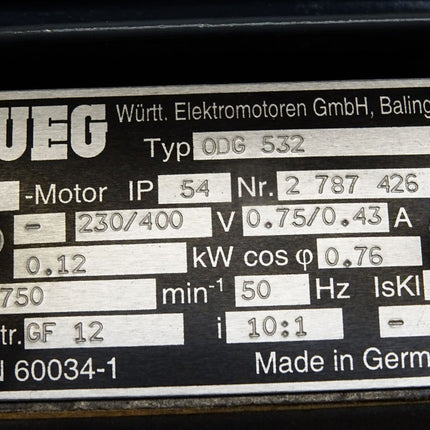 UEG Württ. Elektromotoren GmbH, Baling
Typ ODG 532
-Motor IP 54 Nr. 2 787 426
- 230/400 V 0.75/0.43 A
0.12 kW cos φ 0.76
750 min⁻¹ 50 Hz IsKl
tr. GF 12 i 10:1 -
N 60034-1 Made in Germ